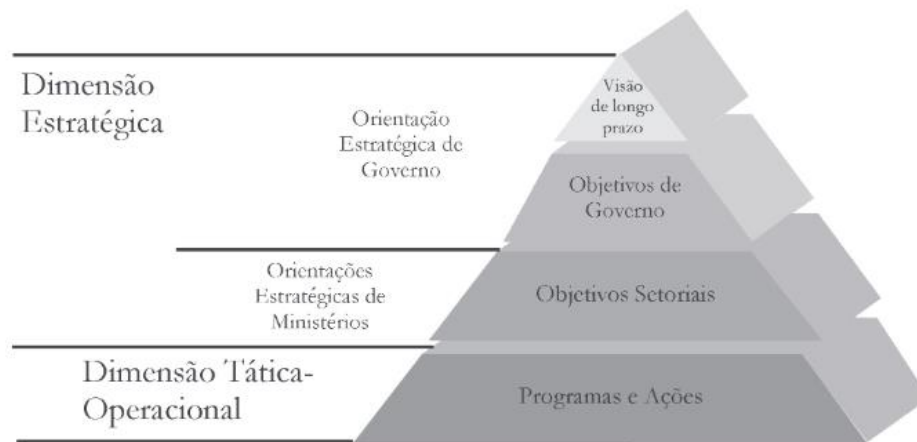 Dimensão
Estratégica
Orientação
Estratégica de
Governo
Visão
de longo
prazo
Objetivos de
Governo
Orientações
Estratégicas de
Ministérios
Objetivos Setoriais
Dimensão Tática-
Operacional
Programas e Ações